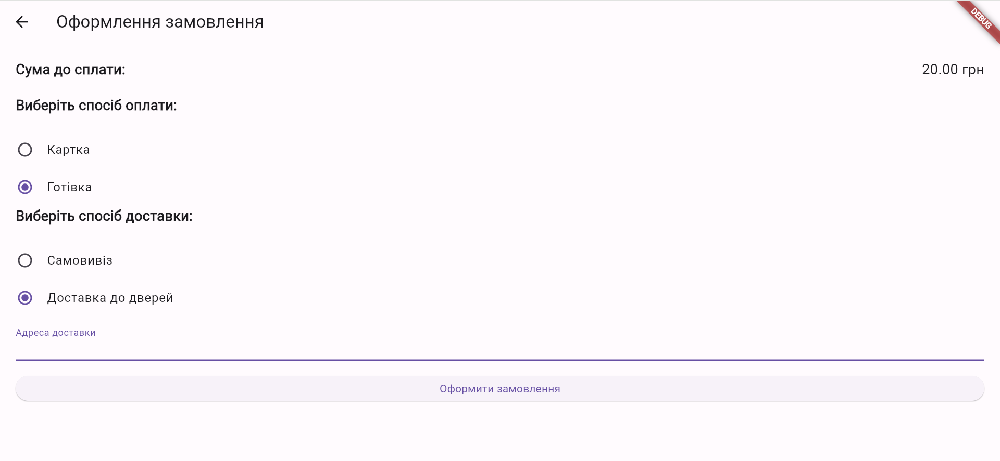 Оформлення замовлення
DEBUG
Сума до сплати: 20.00 грн
Виберіть спосіб оплати:
Картка
Готівка
Виберіть спосіб доставки:
Самовивіз
Доставка до дверей
Адреса доставки
Оформити замовлення